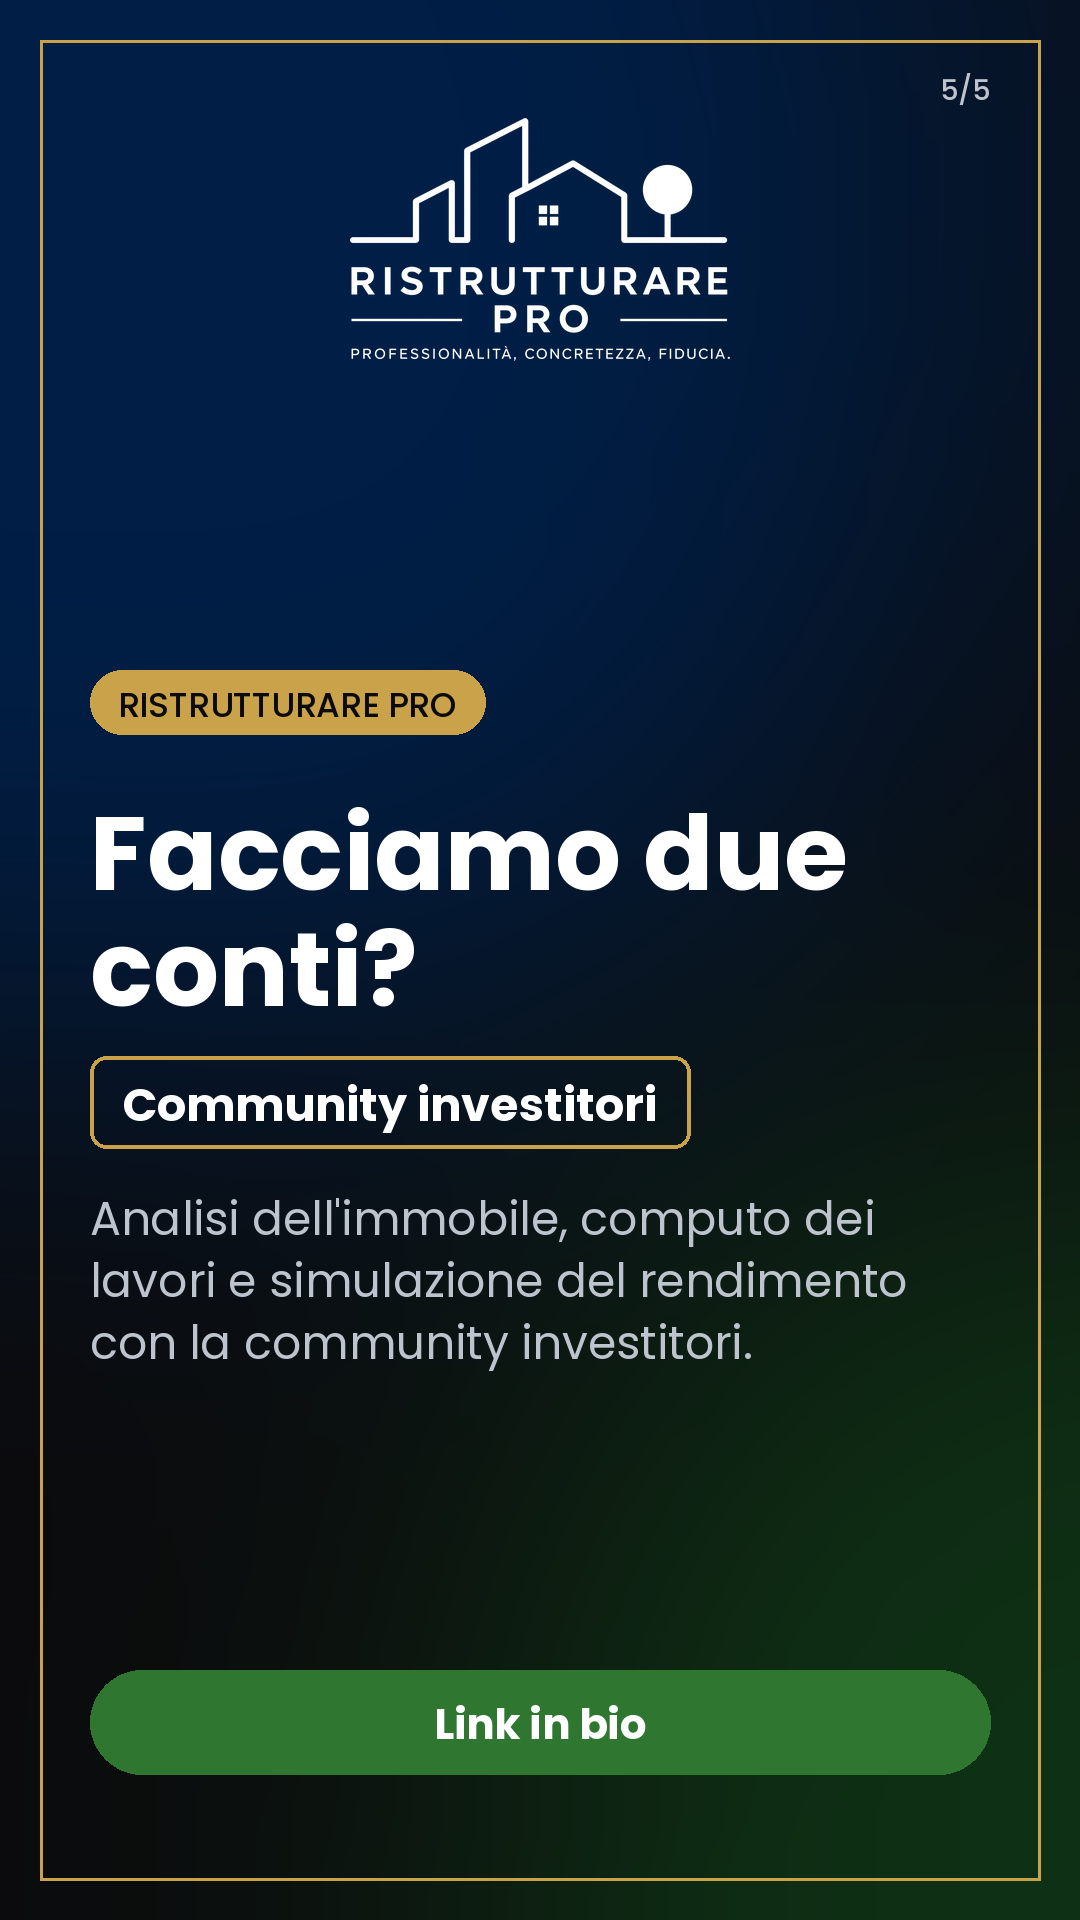 5/5
RISTRUTTURARE
PRO
PROFESSIONALITÀ, CONCRETEZZA, FIDUCIA.
RISTRUTTURARE PRO
Facciamo due
conti?
Community investitori
Analisi dell'immobile, computo dei
lavori e simulazione del rendimento
con la community investitori.
Link in bio